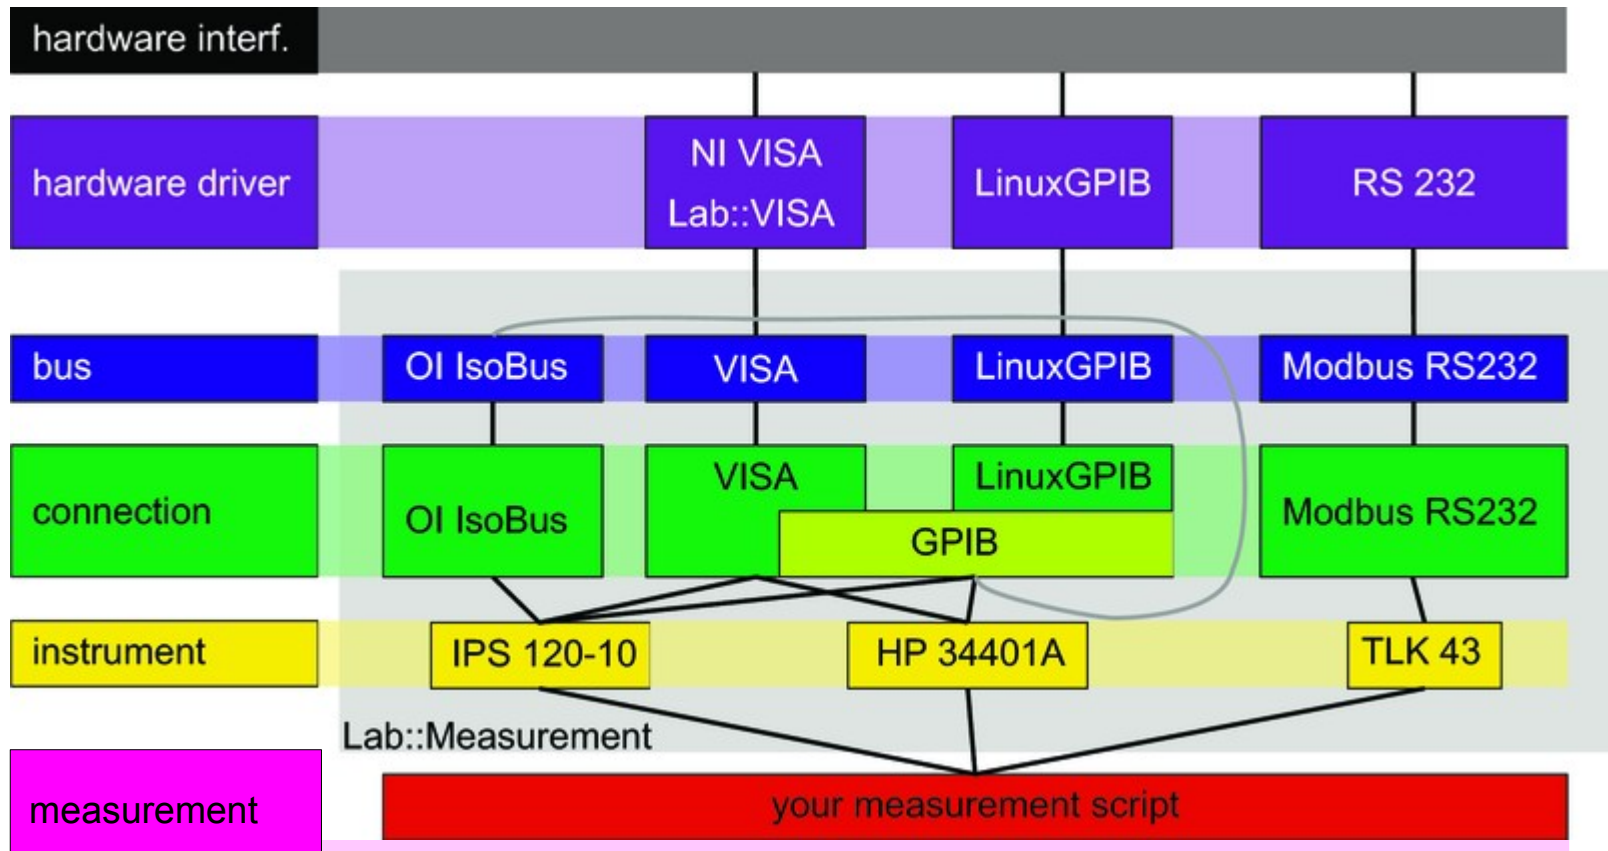 hardware interf.
hardware driver
NI VISA
Lab::VISA
LinuxGPIB
RS 232
bus
OI IsoBus
VISA
LinuxGPIB
Modbus RS232
connection
OI IsoBus
VISA
LinuxGPIB
GPIB
Modbus RS232
instrument
IPS 120-10
HP 34401A
TLK 43
Lab::Measurement
measurement
your measurement script